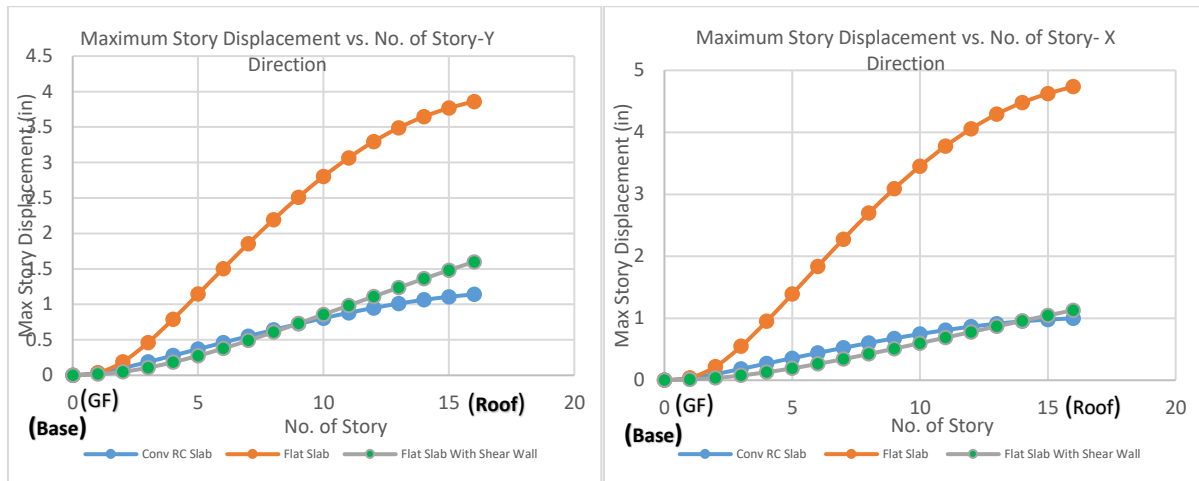 Maximum Story Displacement vs. No. of Story-Y
Direction
Max Story Displacement (in)
4.5
4
3.5
3
2.5
2
1.5
1
0.5
0
0 (GF) 5 10 15 (Roof) 20
(Base)
No. of Story
Conv RC Slab Flat Slab Flat Slab With Shear Wall
Maximum Story Displacement vs. No. of Story- X
Direction
Max Story Displacement (in)
5
4
3
2
1
0
0 (GF) 5 10 15 (Roof) 20
(Base)
No. of Story
Conv RC Slab Flat Slab Flat Slab With Shear Wall